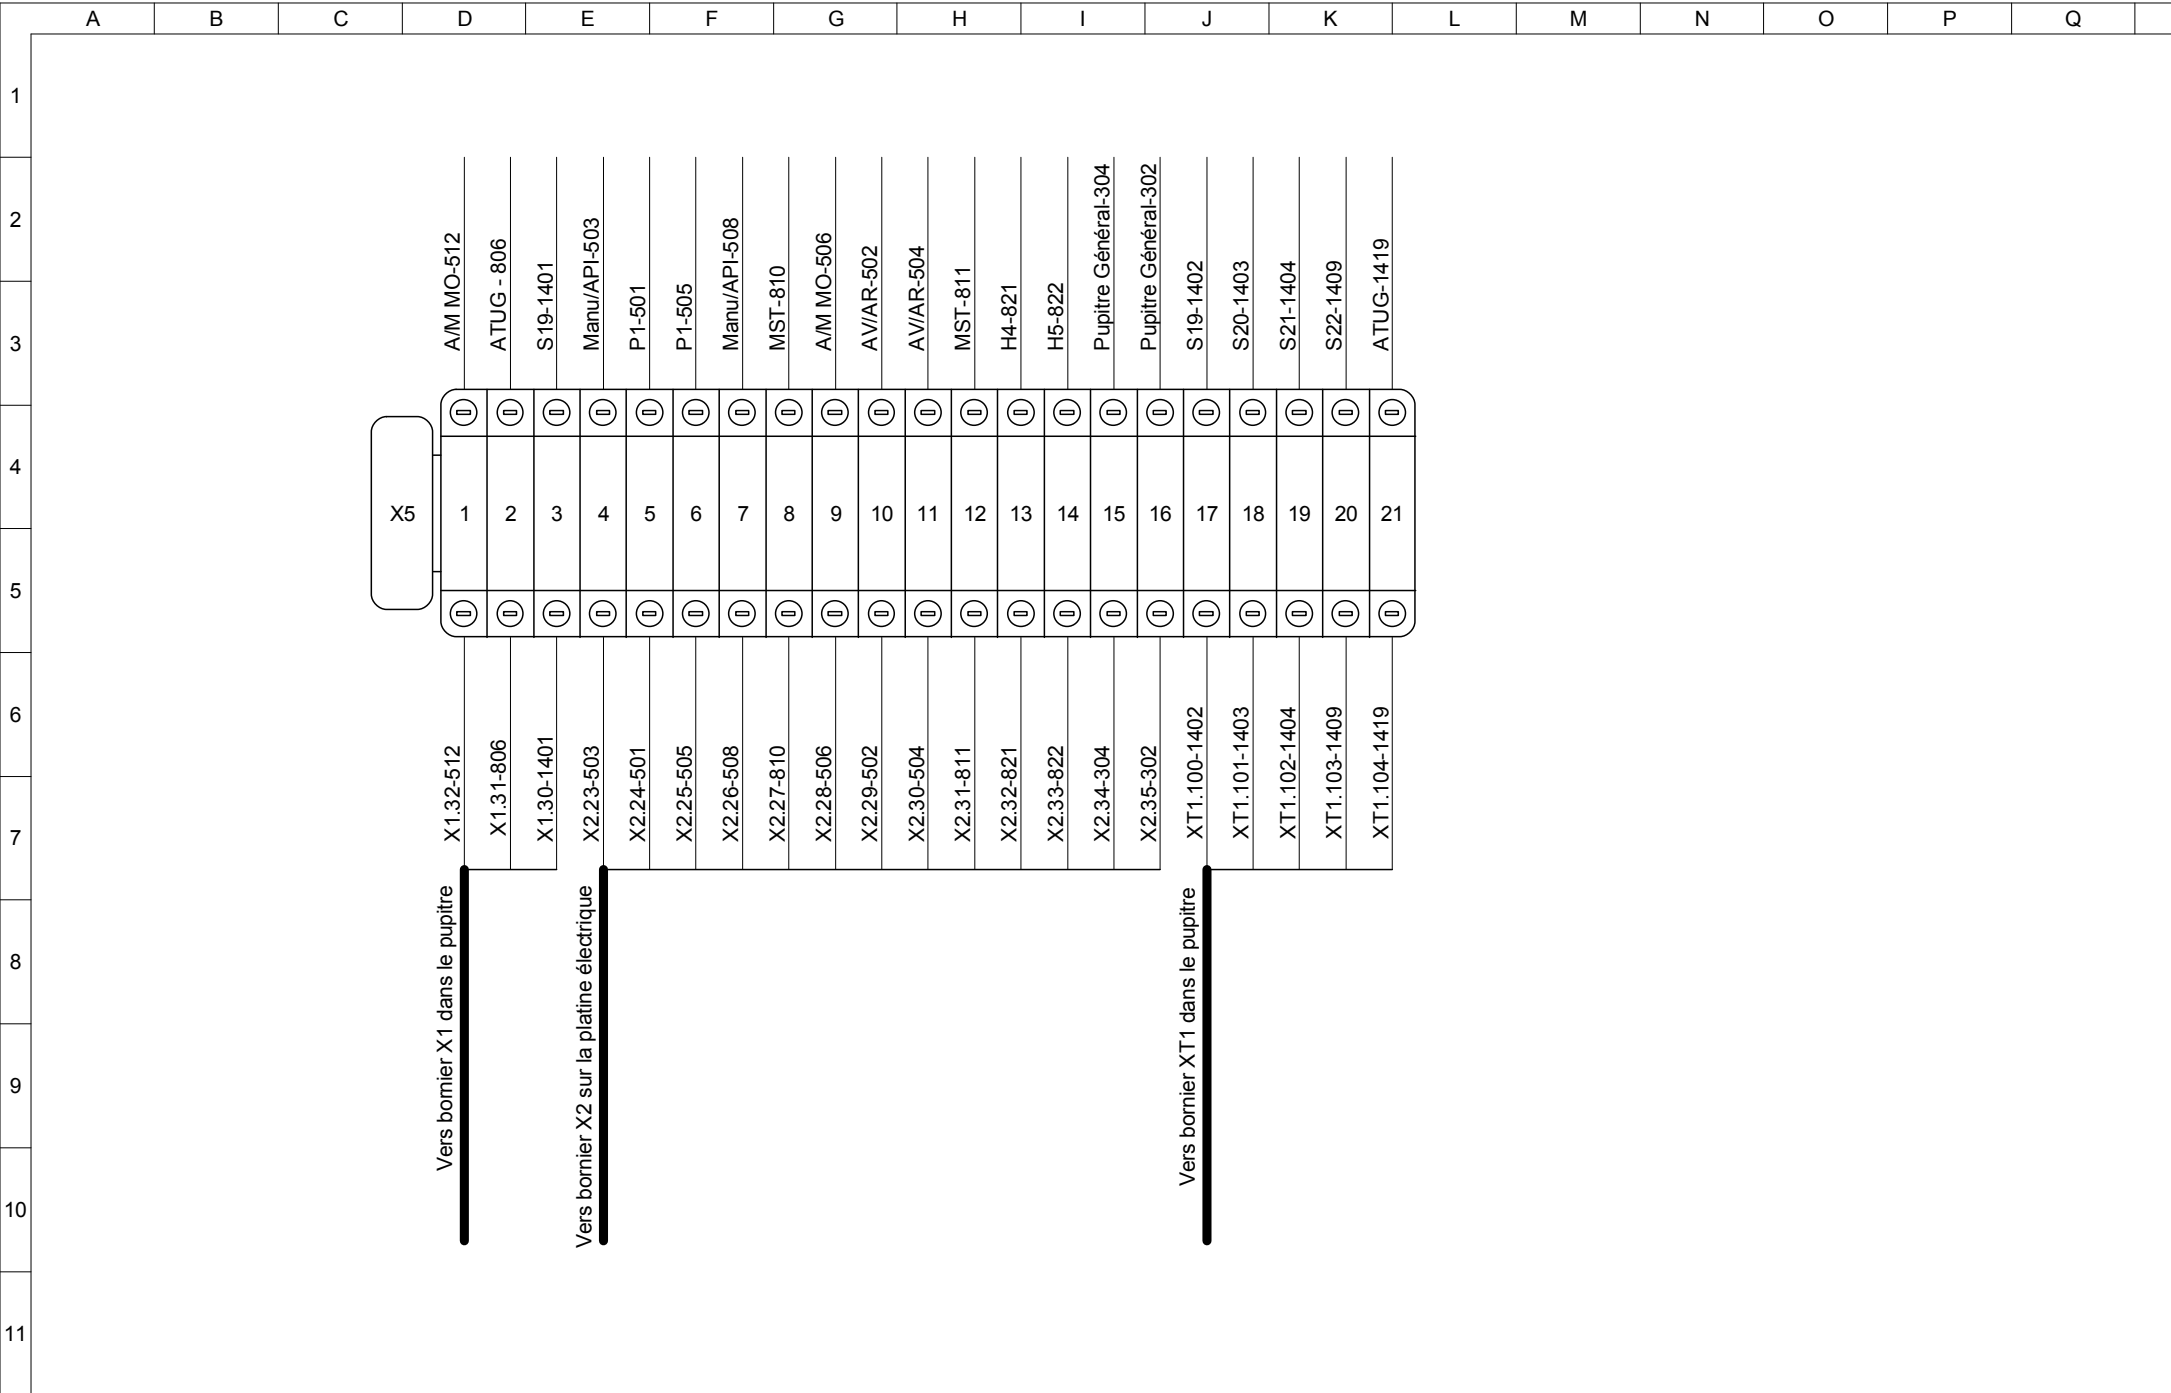 A B C D E F G H I J K L M N O P Q
1
2
3
4
5
6
7
8
9
10
11
A/M MO-512
ATUG - 806
S19-1401
Manu/API-503
P1-501
P1-505
Manu/API-508
MST-810
A/M MO-506
AV/AR-502
AV/AR-504
MST-811
H4-821
H5-822
Pupitre Général-304
Pupitre Général-302
S19-1402
S20-1403
S21-1404
S22-1409
ATUG-1419
X5 1 2 3 4 5 6 7 8 9 10 11 12 13 14 15 16 17 18 19 20 21
X1.32-512
X1.31-806
X1.30-1401
X2.23-503
X2.24-501
X2.25-505
X2.26-508
X2.27-810
X2.28-506
X2.29-502
X2.30-504
X2.31-811
X2.32-821
X2.33-822
X2.34-304
X2.35-302
XT1.100-1402
XT1.101-1403
XT1.102-1404
XT1.103-1409
XT1.104-1419
Vers bornier X1 dans le pupitre
Vers bornier X2 sur la platine électrique
Vers bornier XT1 dans le pupitre